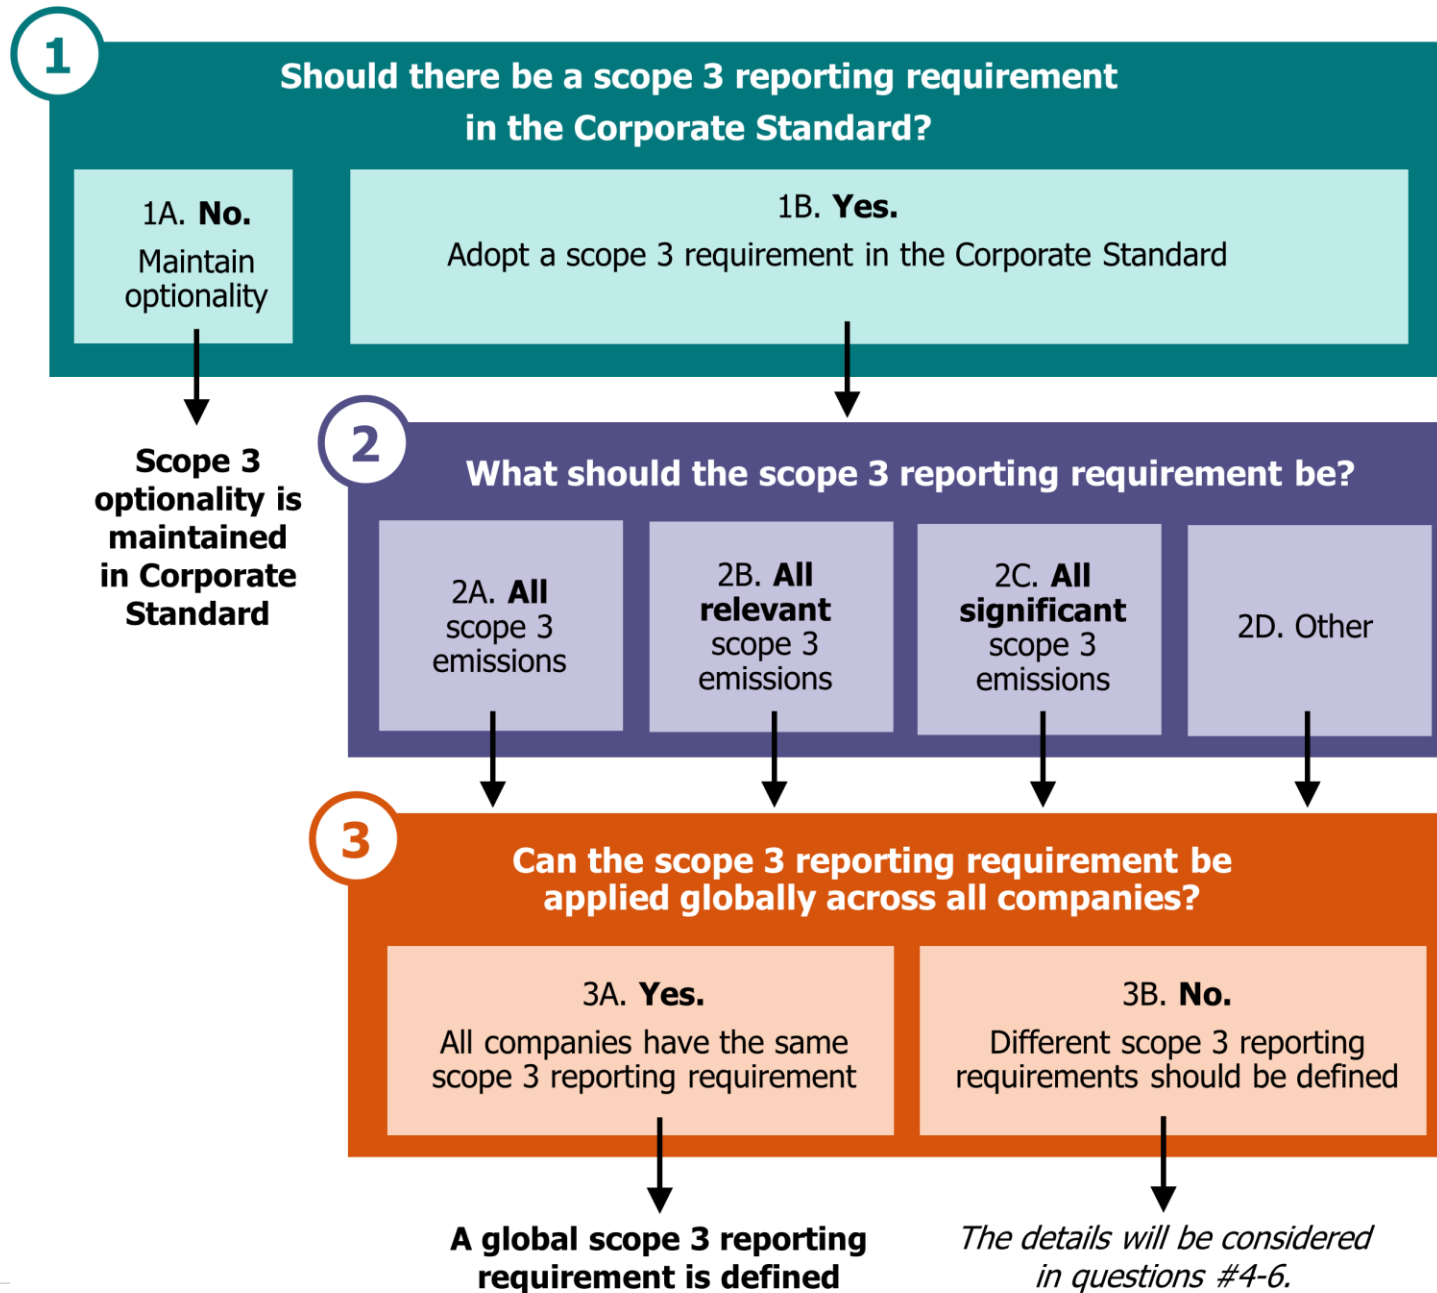 1
Should there be a scope 3 reporting requirement
in the Corporate Standard?
1A. No.
Maintain
optionality
1B. Yes.
Adopt a scope 3 requirement in the Corporate Standard
Scope 3
optionality is
maintained
in Corporate
Standard
2
What should the scope 3 reporting requirement be?
2A. All
scope 3
emissions
2B. All
relevant
scope 3
emissions
2C. All
significant
scope 3
emissions
2D. Other
3
Can the scope 3 reporting requirement be
applied globally across all companies?
3A. Yes.
All companies have the same
scope 3 reporting requirement
3B. No.
Different scope 3 reporting
requirements should be defined
A global scope 3 reporting
requirement is defined
The details will be considered
in questions #4-6.